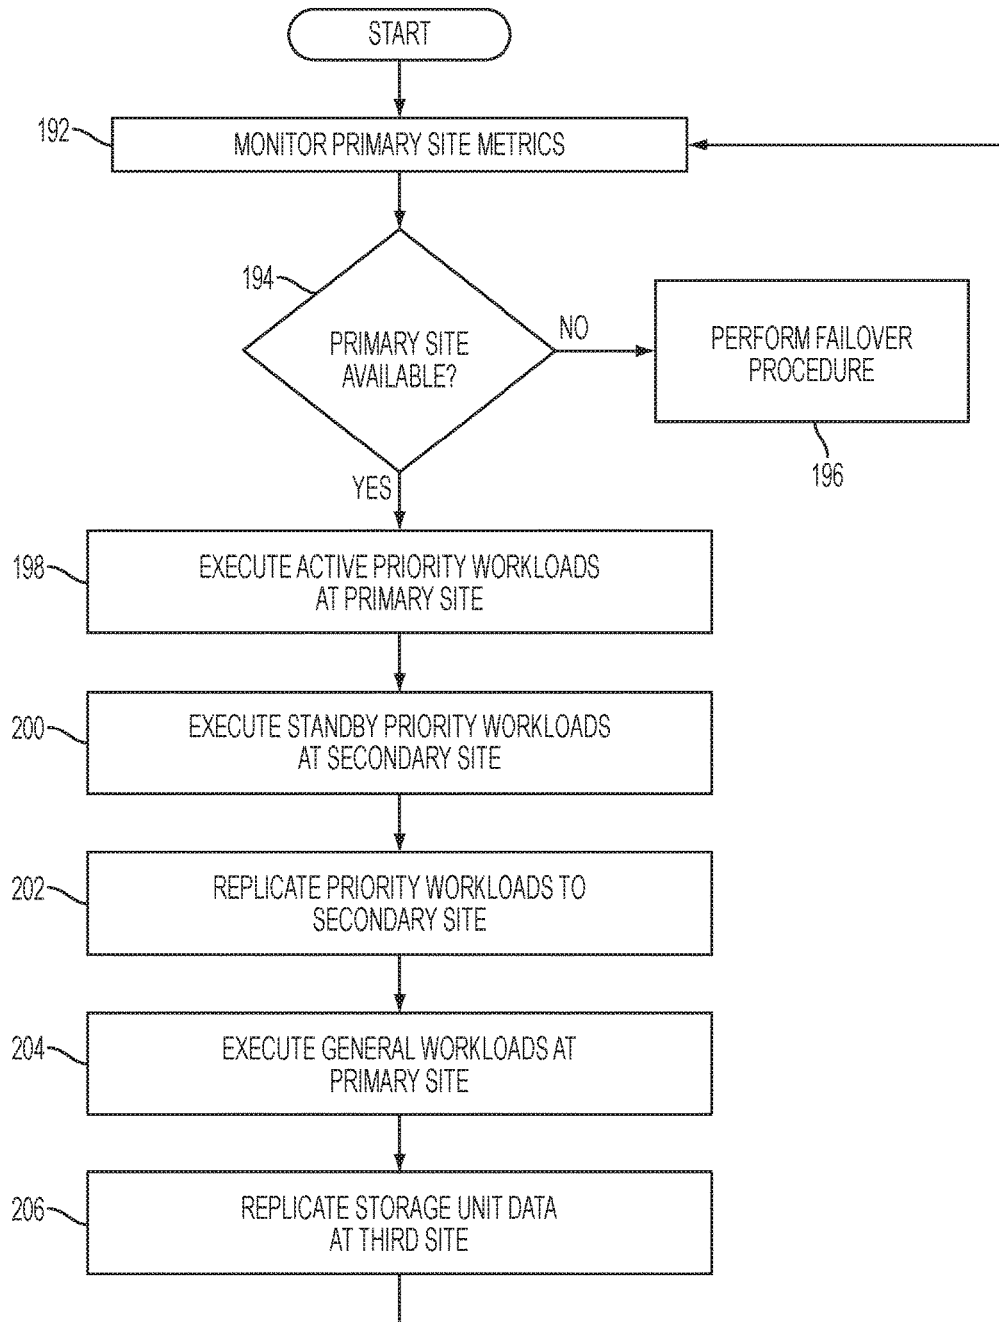 START
192
MONITOR PRIMARY SITE METRICS
194
PRIMARY SITE
AVAILABLE?
NO
PERFORM FAILOVER
PROCEDURE
196
YES
198
EXECUTE ACTIVE PRIORITY WORKLOADS
AT PRIMARY SITE
200
EXECUTE STANDBY PRIORITY WORKLOADS
AT SECONDARY SITE
202
REPLICATE PRIORITY WORKLOADS TO
SECONDARY SITE
204
EXECUTE GENERAL WORKLOADS AT
PRIMARY SITE
206
REPLICATE STORAGE UNIT DATA
AT THIRD SITE